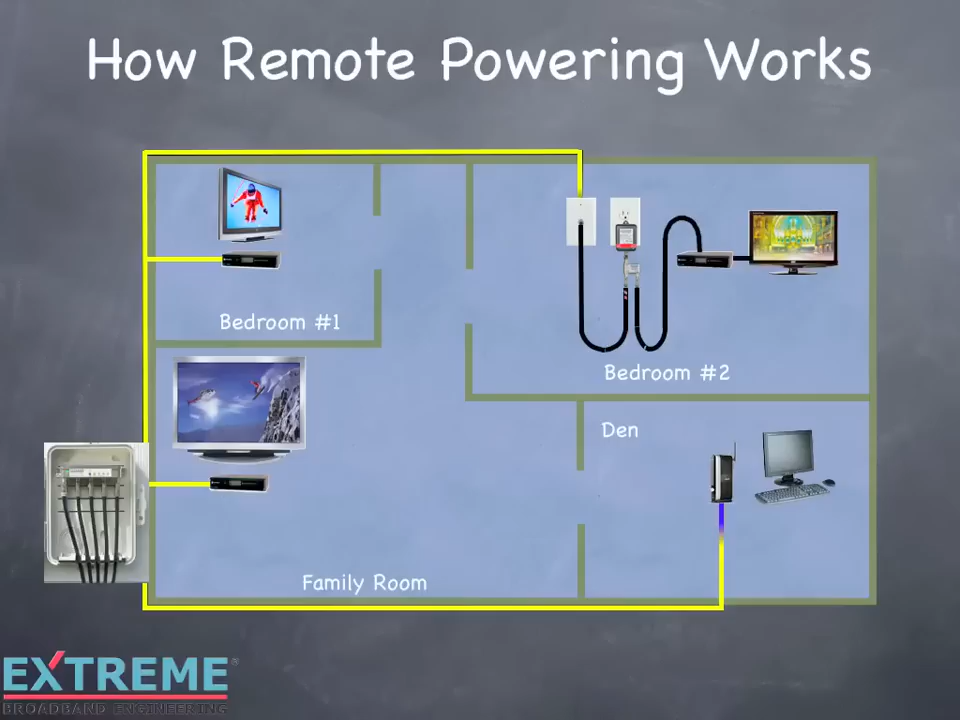 How Remote Powering Works
Bedroom #1
Bedroom #2
Den
Family Room
EXTREME®
BROADBAND ENGINEERING